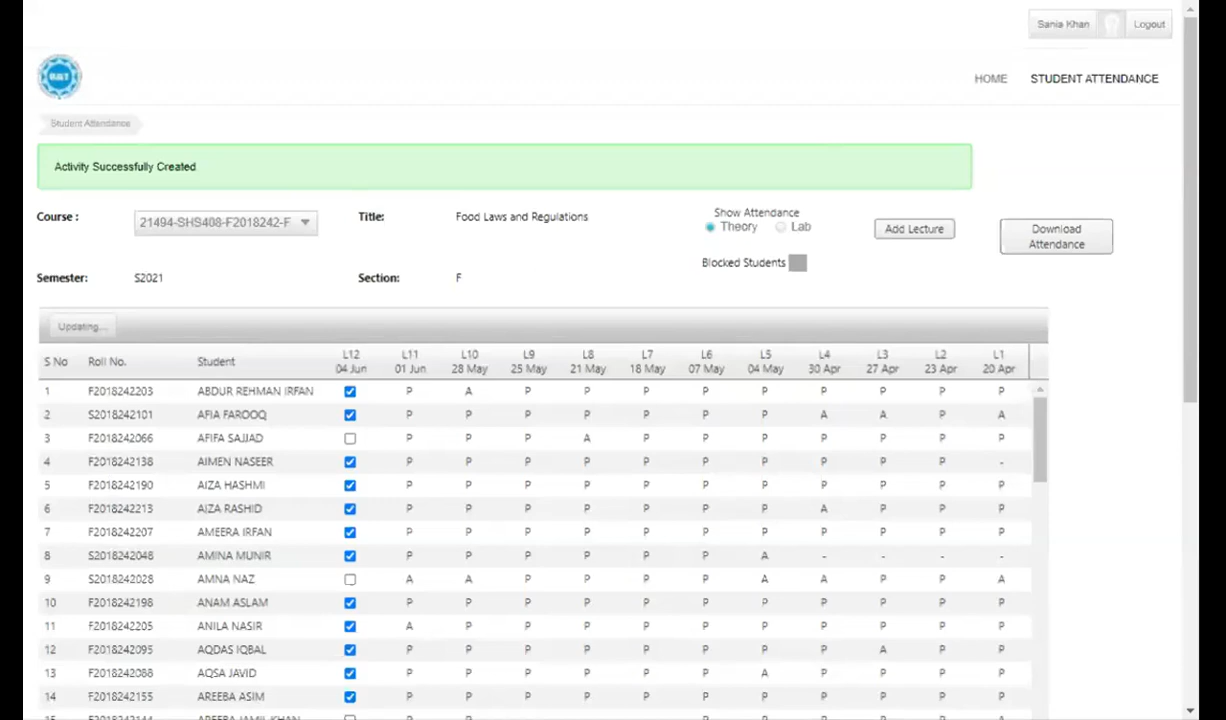 Sania Khan Logout
HOME STUDENT ATTENDANCE
Student Attendance
Activity Successfully Created
Course : 21494-SHS408-F2018242-F Title: Food Laws and Regulations Show Attendance
Theory Lab Add Lecture Download Attendance
Blocked Students
Semester: S2021 Section: F
Updating...
S No Roll No. Student L12 04 Jun L11 01 Jun L10 28 May L9 25 May L8 21 May L7 18 May L6 07 May L5 04 May L4 30 Apr L3 27 Apr L2 23 Apr L1 20 Apr
1 F2018242203 ABDUR REHMAN IRFAN P A P P P P P P P P P
2 S2018242101 AFIA FAROOQ P P P P P P P A A P A
3 F2018242066 AFIFA SAJJAD P P P A P P P P P P P
4 F2018242138 AIMEN NASEER P P P P P P P P P P -
5 F2018242190 AIZA HASHMI P P P P P P P P P P P
6 F2018242213 AIZA RASHID P P P P P P P A P P P
7 F2018242207 AMEERA IRFAN P P P P P P P P P P P
8 S2018242048 AMINA MUNIR P P P P P P A - - - -
9 S2018242028 AMNA NAZ A A P P P P A A P P A
10 F2018242198 ANAM ASLAM P P P P P P P P P P P
11 F2018242205 ANILA NASIR A P P P P P P P P P P
12 F2018242095 AQDAS IQBAL P P P P P P P P A P P
13 F2018242088 AQSA JAVID P P P P P P A P P P P
14 F2018242155 AREEBA ASIM P P P P P P P P P P P